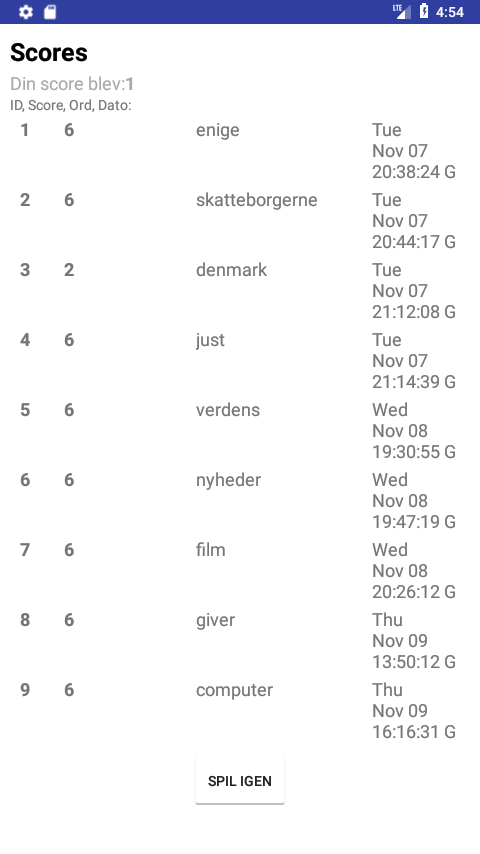 LTE 4:54
Scores
Din score blev:1
ID, Score, Ord, Dato:
1 6 enige Tue
Nov 07
20:38:24 G
2 6 skatteborgerne Tue
Nov 07
20:44:17 G
3 2 denmark Tue
Nov 07
21:12:08 G
4 6 just Tue
Nov 07
21:14:39 G
5 6 verdens Wed
Nov 08
19:30:55 G
6 6 nyheder Wed
Nov 08
19:47:19 G
7 6 film Wed
Nov 08
20:26:12 G
8 6 giver Thu
Nov 09
13:50:12 G
9 6 computer Thu
Nov 09
16:16:31 G
SPIL IGEN